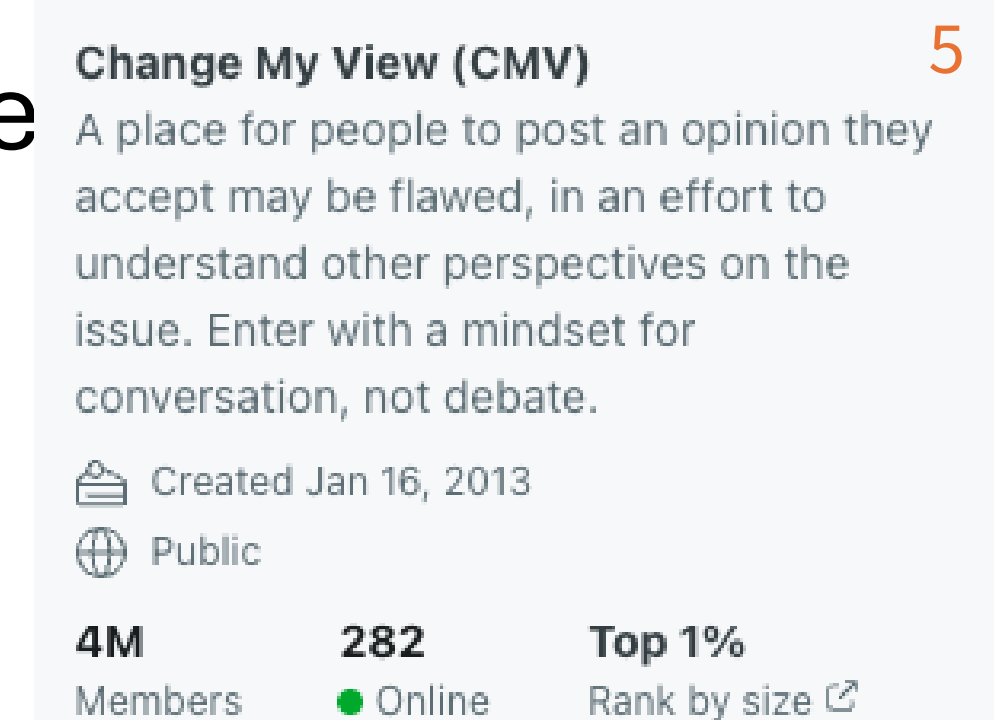 5
Change My View (CMV)
e
A place for people to post an opinion they
accept may be flawed, in an effort to
understand other perspectives on the
issue. Enter with a mindset for
conversation, not debate.
Created Jan 16, 2013
Public
4M 282 Top 1%
Members Online Rank by size